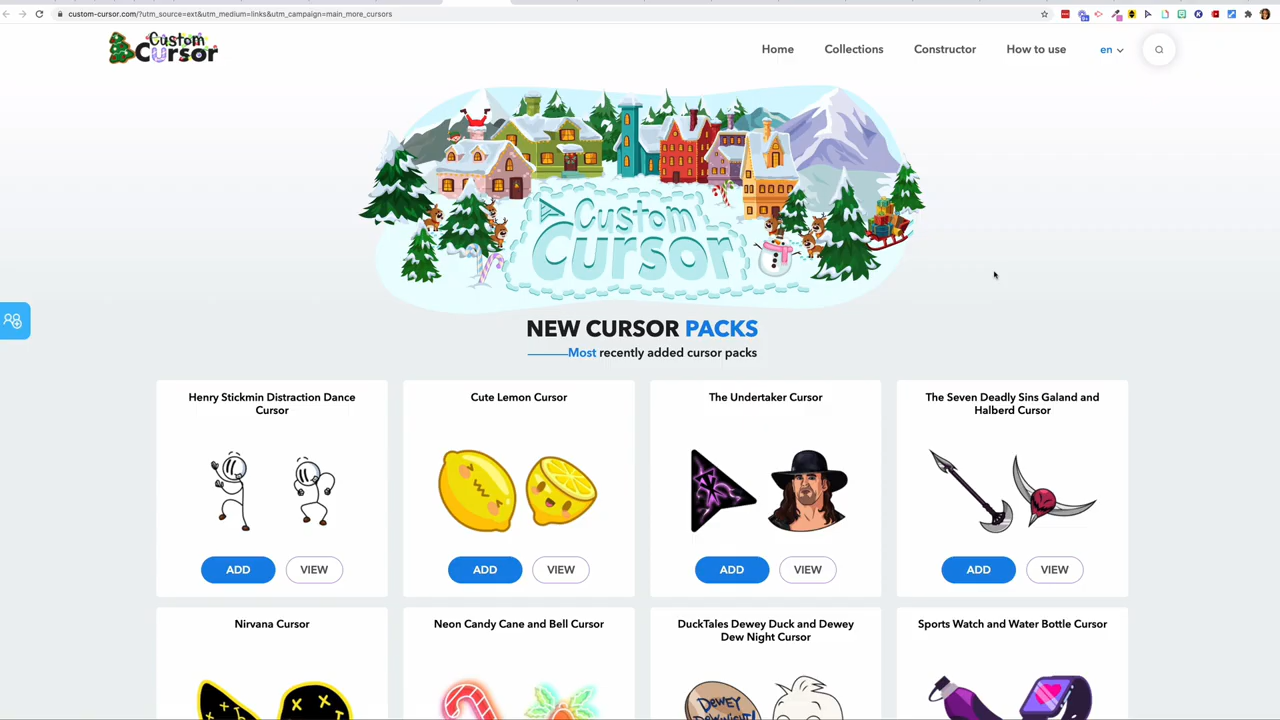 custom-cursor.com/?utm_source=ext&utm_medium=links&utm_campaign=main_more_cursors
Custom
Cursor
Home
Collections
Constructor
How to use
en
Custom
Cursor
NEW CURSOR PACKS
Most recently added cursor packs
Henry Stickmin Distraction Dance
Cursor
Cute Lemon Cursor
The Undertaker Cursor
The Seven Deadly Sins Galand and
Halberd Cursor
ADD
VIEW
ADD
VIEW
ADD
VIEW
ADD
VIEW
Nirvana Cursor
Neon Candy Cane and Bell Cursor
DuckTales Dewey Duck and Dewey
Dew Night Cursor
Sports Watch and Water Bottle Cursor
DEWEY